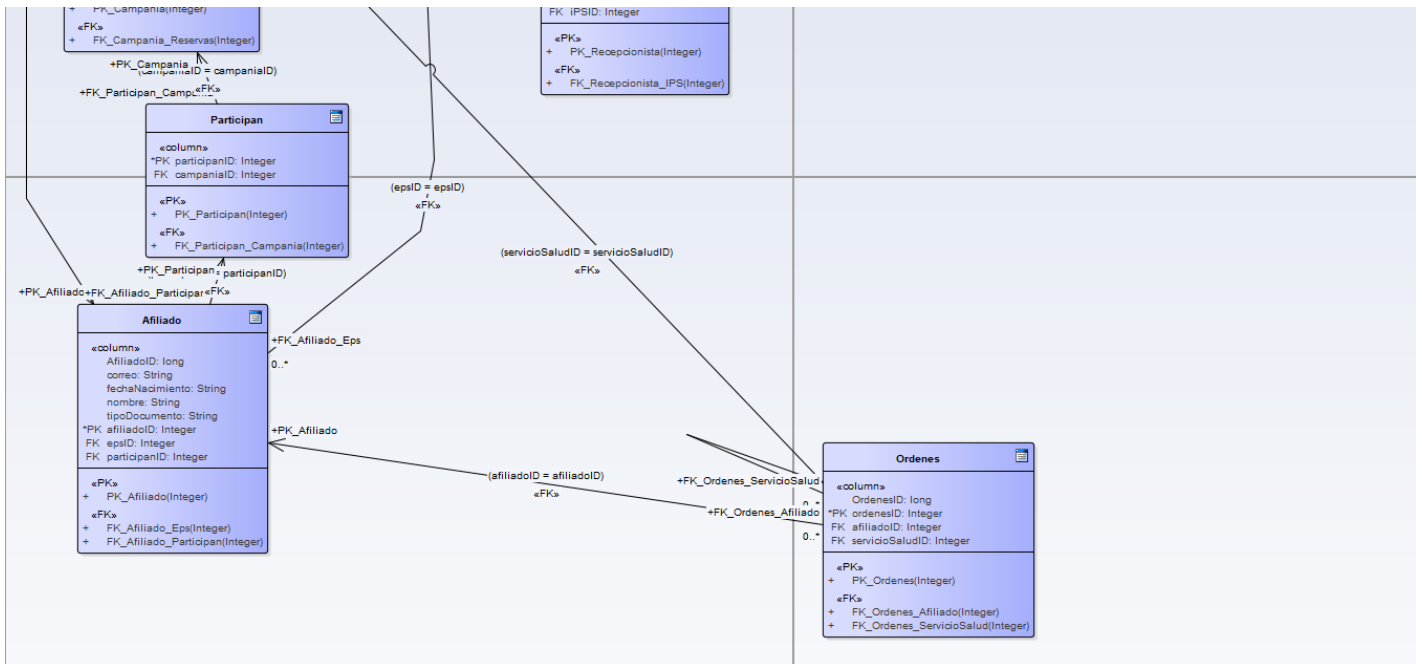 + PK_Campania(Integer)
«FK»
+ FK_Campania_Reservas(Integer)
FK iPSID: Integer
«PK»
+ PK_Recepcionista(Integer)
«FK»
+ FK_Recepcionista_IPS(Integer)
+PK_Campania
= campaniaID)
«FK»
Participan
«column»
*PK participanID: Integer
FK campaniaID: Integer
«PK»
+ PK_Participan(Integer)
«FK»
+ FK_Participan_Campania(Integer)
(epsID = epsID)
«FK»
(servicioSaludID = servicioSaludID)
«FK»
+PK_Participan
participanID)
+PK_Afiliado
+FK_Afiliado_Participan
«FK»
Afiliado
«column»
AfiliadoID: long
correo: String
fechaNacimiento: String
nombre: String
tipoDocumento: String
*PK afiliadoID: Integer
FK epsID: Integer
FK participanID: Integer
«PK»
+ PK_Afiliado(Integer)
«FK»
+ FK_Afiliado_Eps(Integer)
+ FK_Afiliado_Participan(Integer)
+FK_Afiliado_Eps
0..*
+PK_Afiliado
(afiliadoID = afiliadoID)
«FK»
+FK_Ordenes_ServicioSalud
0..*
+FK_Ordenes_Afiliado
0..*
Ordenes
«column»
OrdenesID: long
*PK ordenesID: Integer
FK afiliadoID: Integer
FK servicioSaludID: Integer
«PK»
+ PK_Ordenes(Integer)
«FK»
+ FK_Ordenes_Afiliado(Integer)
+ FK_Ordenes_ServicioSalud(Integer)